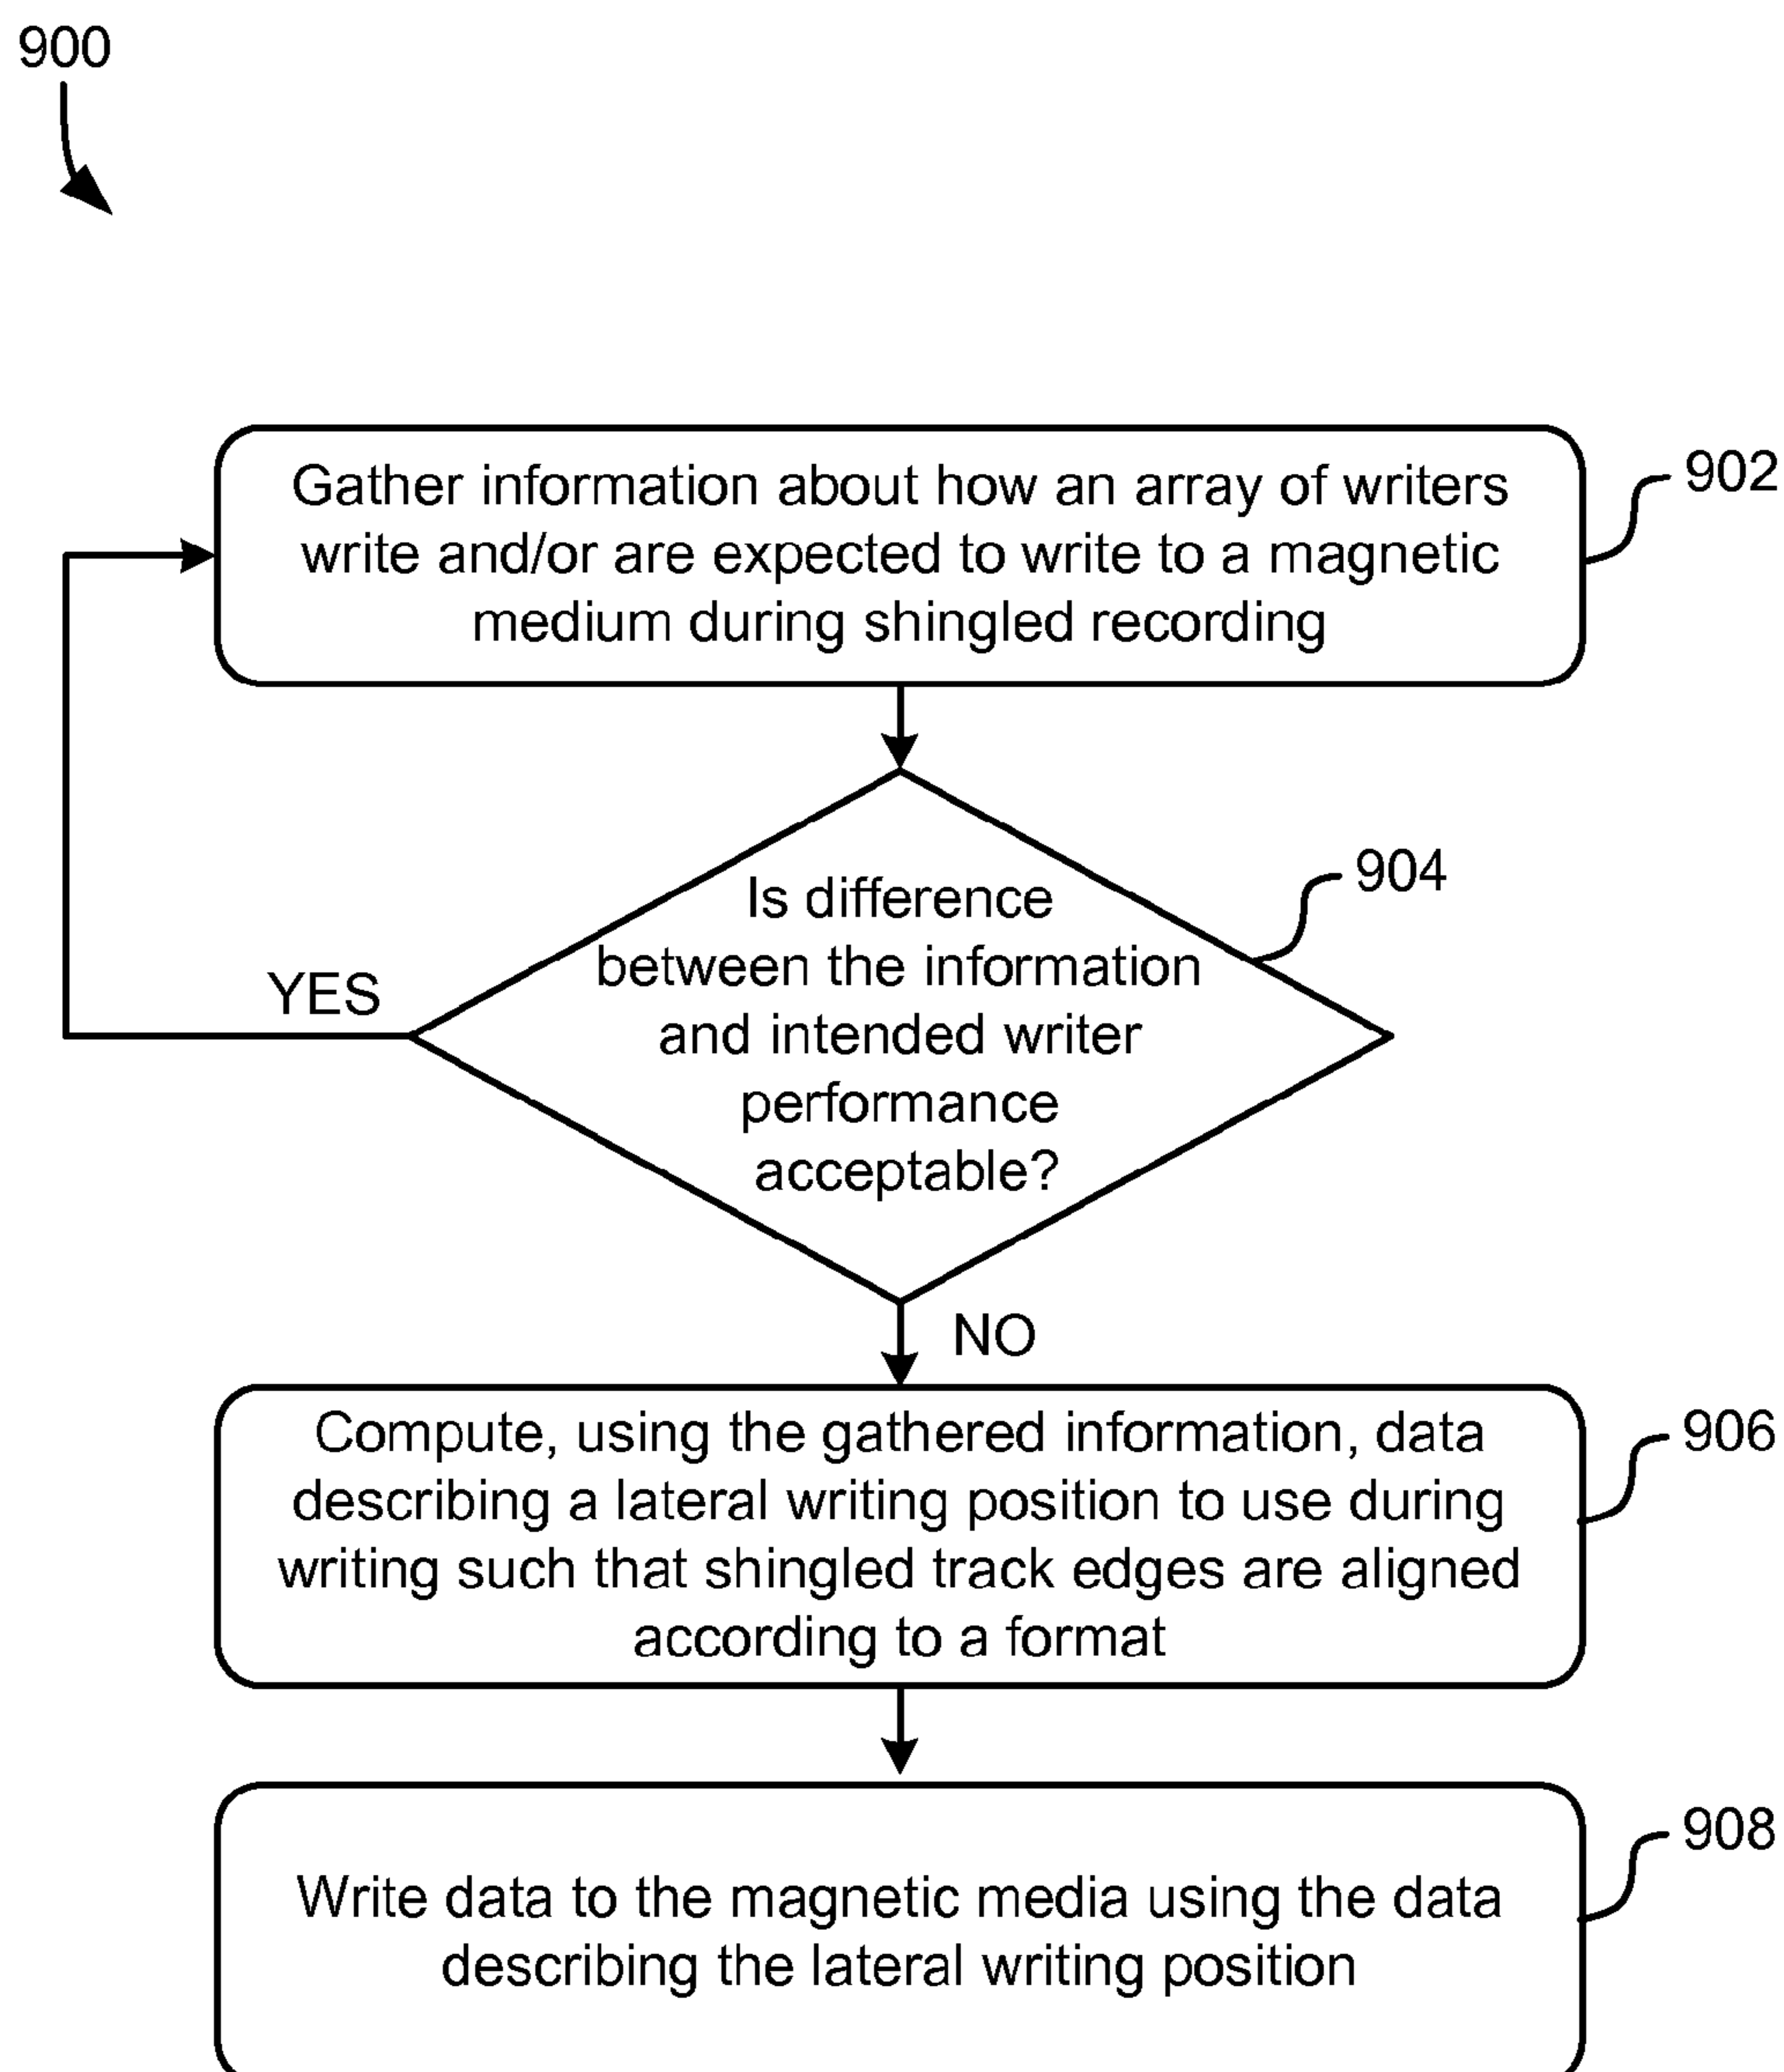 900
Gather information about how an array of writers
write and/or are expected to write to a magnetic
medium during shingled recording
902
Is difference
between the information
and intended writer
performance
acceptable?
904
YES
NO
Compute, using the gathered information, data
describing a lateral writing position to use during
writing such that shingled track edges are aligned
according to a format
906
Write data to the magnetic media using the data
describing the lateral writing position
908